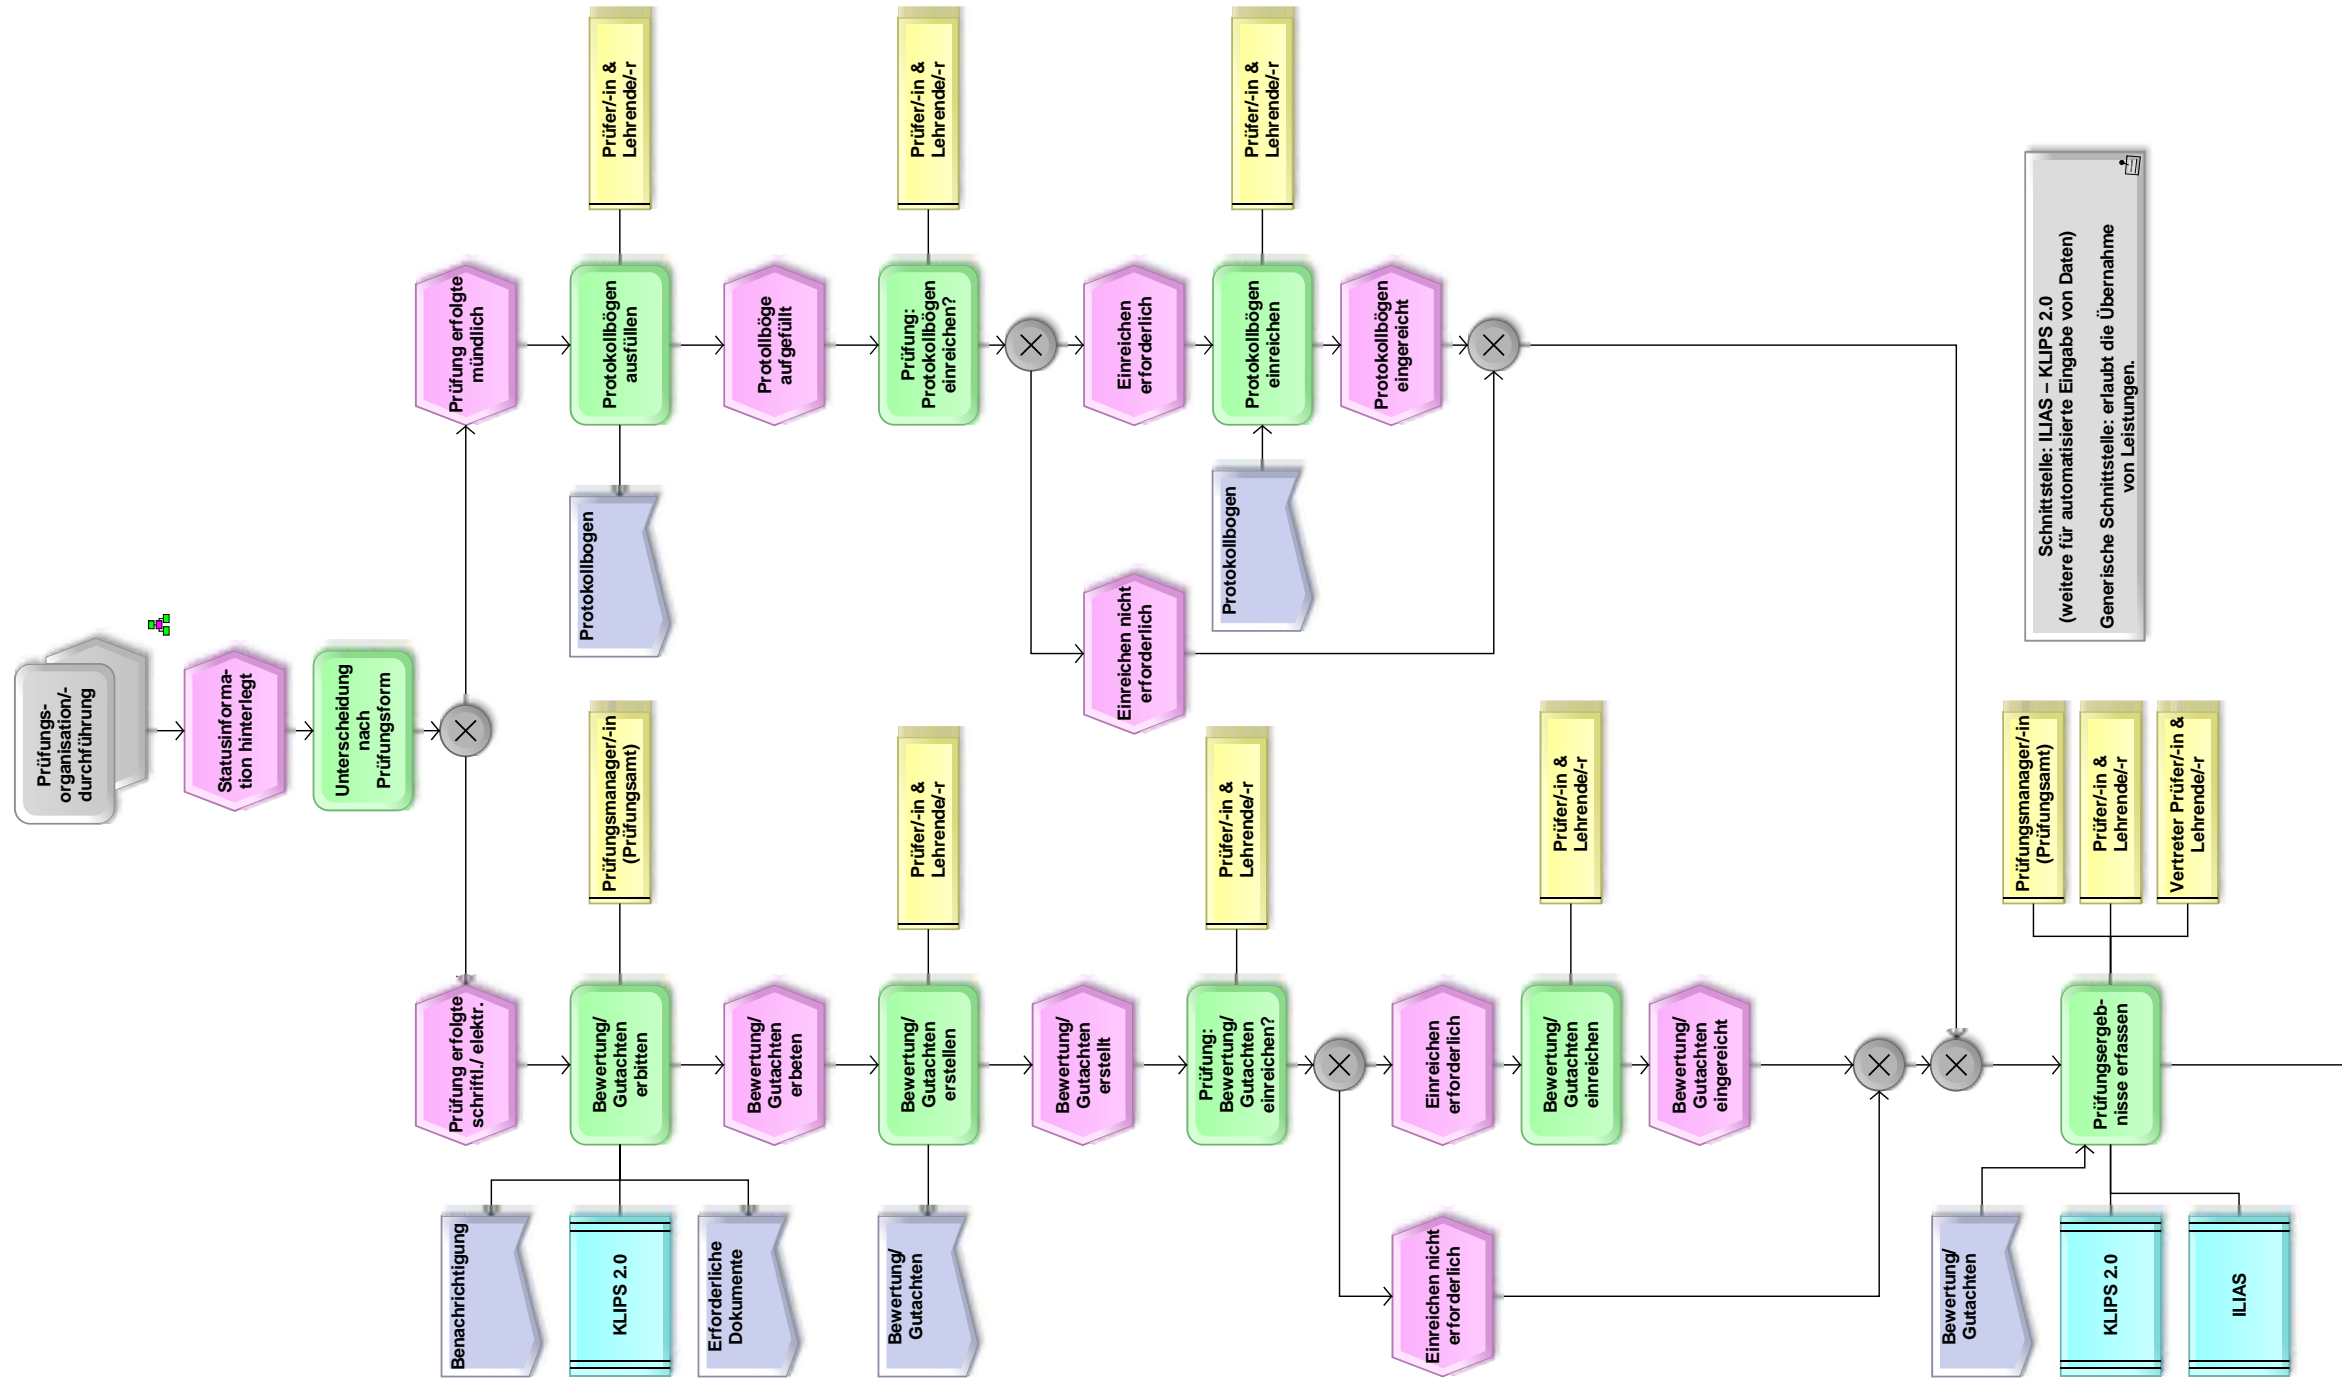 Prüfungs-
organisation/-
durchführung
Statusinforma-
tion hinterlegt
Unterscheidung
nach
Prüfungsform
Prüfung erfolgte
mündlich
Protokollbögen
ausfüllen
Prüfer/-in &
Lehrende/-r
Protokollbogen
Protollböge
aufgefüllt
Prüfung:
Protokollbögen
einreichen?
Prüfer/-in &
Lehrende/-r
Einreichen
erforderlich
Einreichen nicht
erforderlich
Protokollbögen
einreichen
Prüfer/-in &
Lehrende/-r
Protokollbogen
Protokollbögen
eingereicht
Prüfung erfolgte
schriftl./ elektr.
Bewertung/
Gutachten
erbitten
Prüfungsmanager/-in
(Prüfungsamt)
Benachrichtigung
KLIPS 2.0
Erforderliche
Dokumente
Bewertung/
Gutachten
erbeten
Bewertung/
Gutachten
erstellen
Prüfer/-in &
Lehrende/-r
Bewertung/
Gutachten
Bewertung/
Gutachten
erstellt
Prüfung:
Bewertung/
Gutachten
einreichen?
Prüfer/-in &
Lehrende/-r
Einreichen
erforderlich
Einreichen nicht
erforderlich
Bewertung/
Gutachten
einreichen
Prüfer/-in &
Lehrende/-r
Bewertung/
Gutachten
eingereicht
Prüfungsergeb-
nisse erfassen
Prüfungsmanager/-in
(Prüfungsamt)
Prüfer/-in &
Lehrende/-r
Vertreter Prüfer/-in &
Lehrende/-r
Bewertung/
Gutachten
KLIPS 2.0
ILIAS
Schnittstelle: ILIAS – KLIPS 2.0
(weitere für automatisierte Eingabe von Daten)
Generische Schnittstelle: erlaubt die Übernahme
von Leistungen.